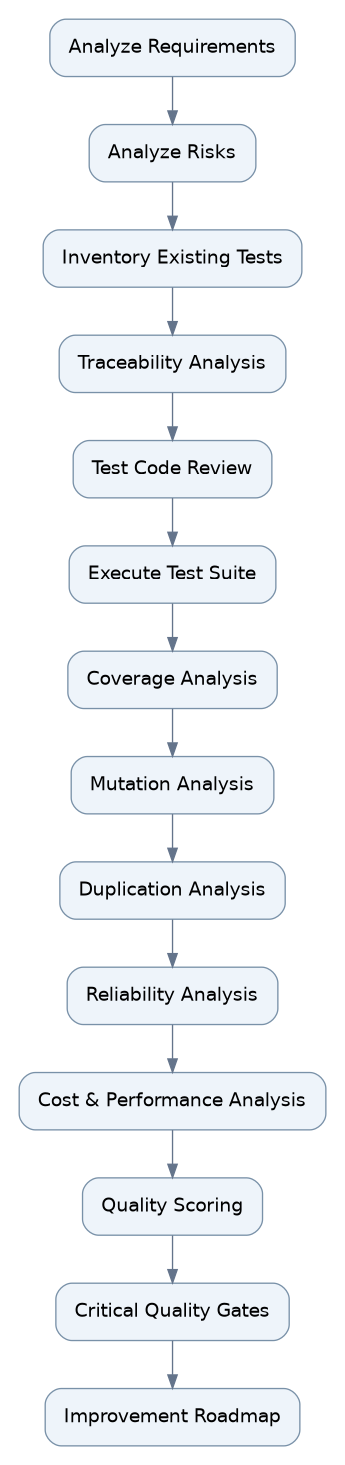 Analyze Requirements
Analyze Risks
Inventory Existing Tests
Traceability Analysis
Test Code Review
Execute Test Suite
Coverage Analysis
Mutation Analysis
Duplication Analysis
Reliability Analysis
Cost & Performance Analysis
Quality Scoring
Critical Quality Gates
Improvement Roadmap